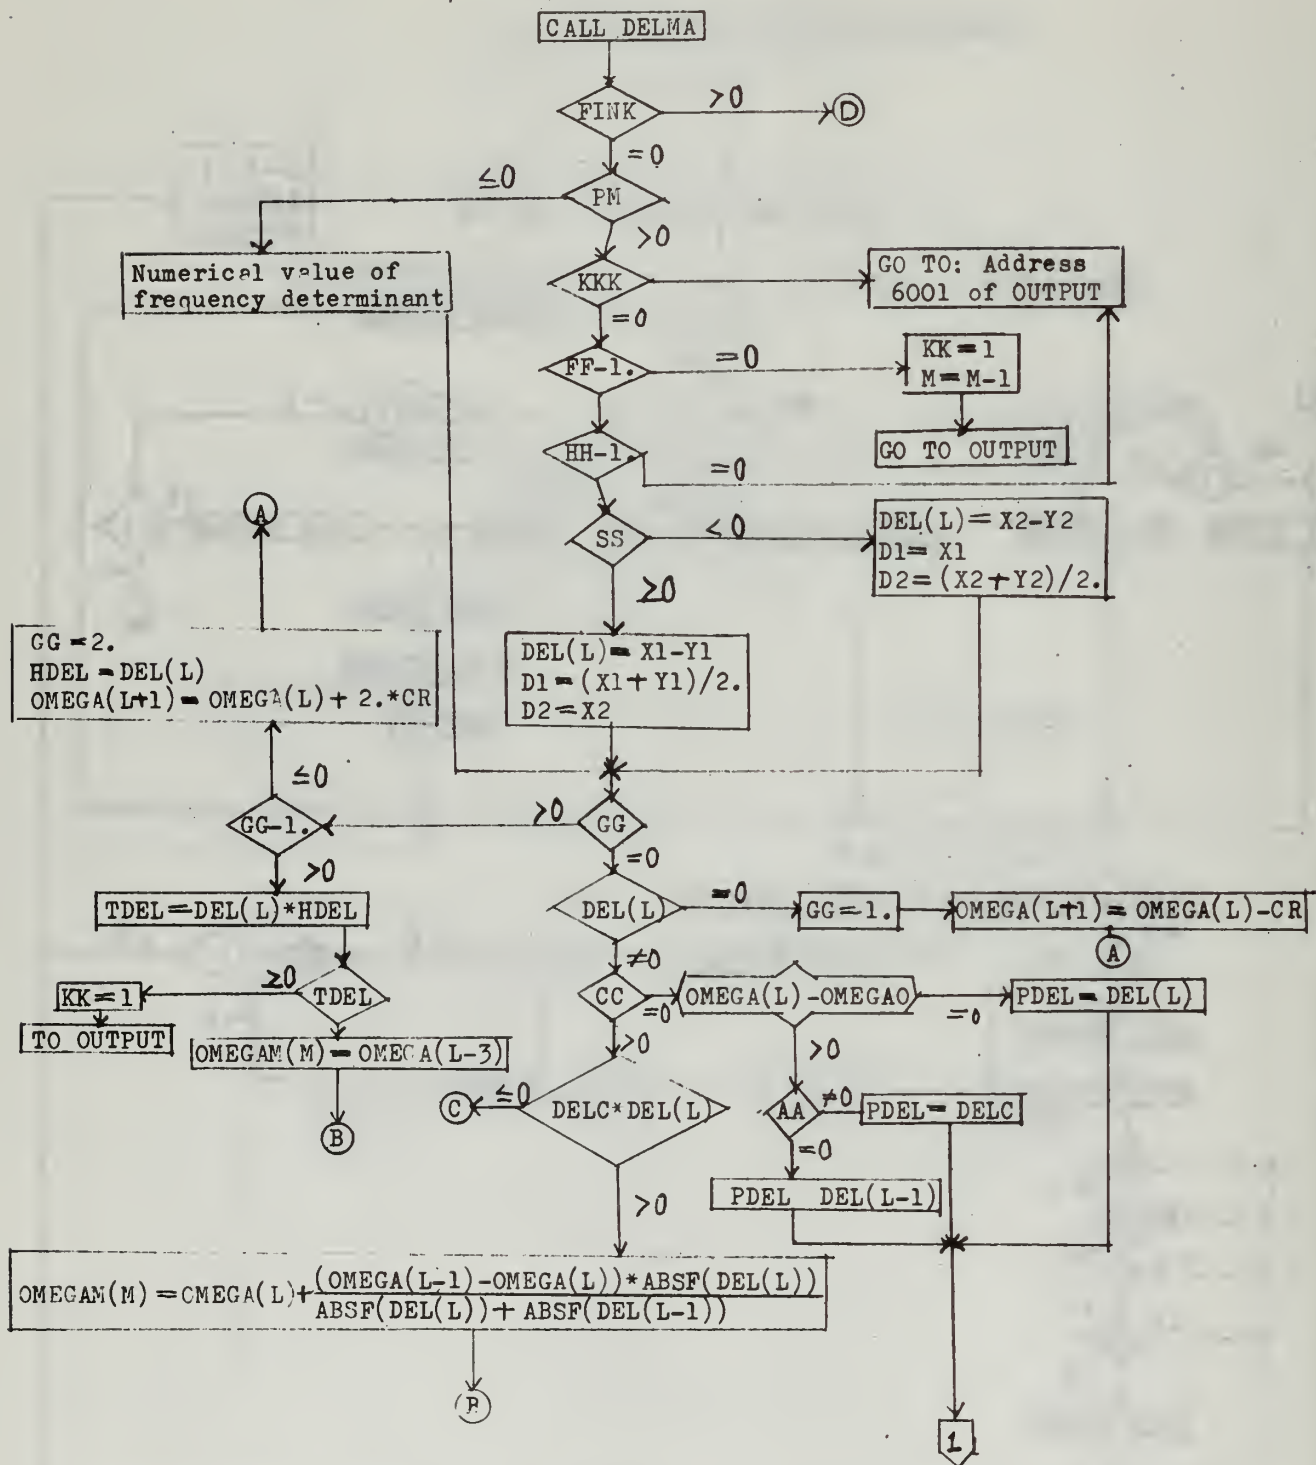 CALL DELMA
FINK
>0
D
=0
≤0
PM
>0
Numerical value of
frequency determinant
KKK
GO TO: Address
6001 of OUTPUT
=0
FF-1.
=0
KK=1
M=M-1
GO TO OUTPUT
HH-1.
=0
A
SS
<0
DEL(L)=X2-Y2
D1=X1
D2=(X2+Y2)/2.
≥0
GG=2.
HDEL=DEL(L)
OMEGA(L+1)=OMEGA(L)+2.*CR
DEL(L)=X1-Y1
D1=(X1+Y1)/2.
D2=X2
≤0
GG-1.
>0
GG
>0
=0
TDEL=DEL(L)*HDEL
DEL(L)
=0
GG=1.
OMEGA(L+1)=OMEGA(L)-CR
A
≠0
≥0
KK=1
TDEL
CC
=0
OMEGA(L)-OMEGAO
=0
PDEL=DEL(L)
TO OUTPUT
OMEGAM(M)=OMEGA(L-3)
>0
>0
B
C
≤0
DELC*DEL(L)
AA
≠0
PDEL=DELC
=0
PDEL DEL(L-1)
>0
OMEGAM(M)=OMEGA(L)+(OMEGA(L-1)-OMEGA(L))*ABSF(DEL(L))
ABSF(DEL(L))+ABSF(DEL(L-1))
B
1